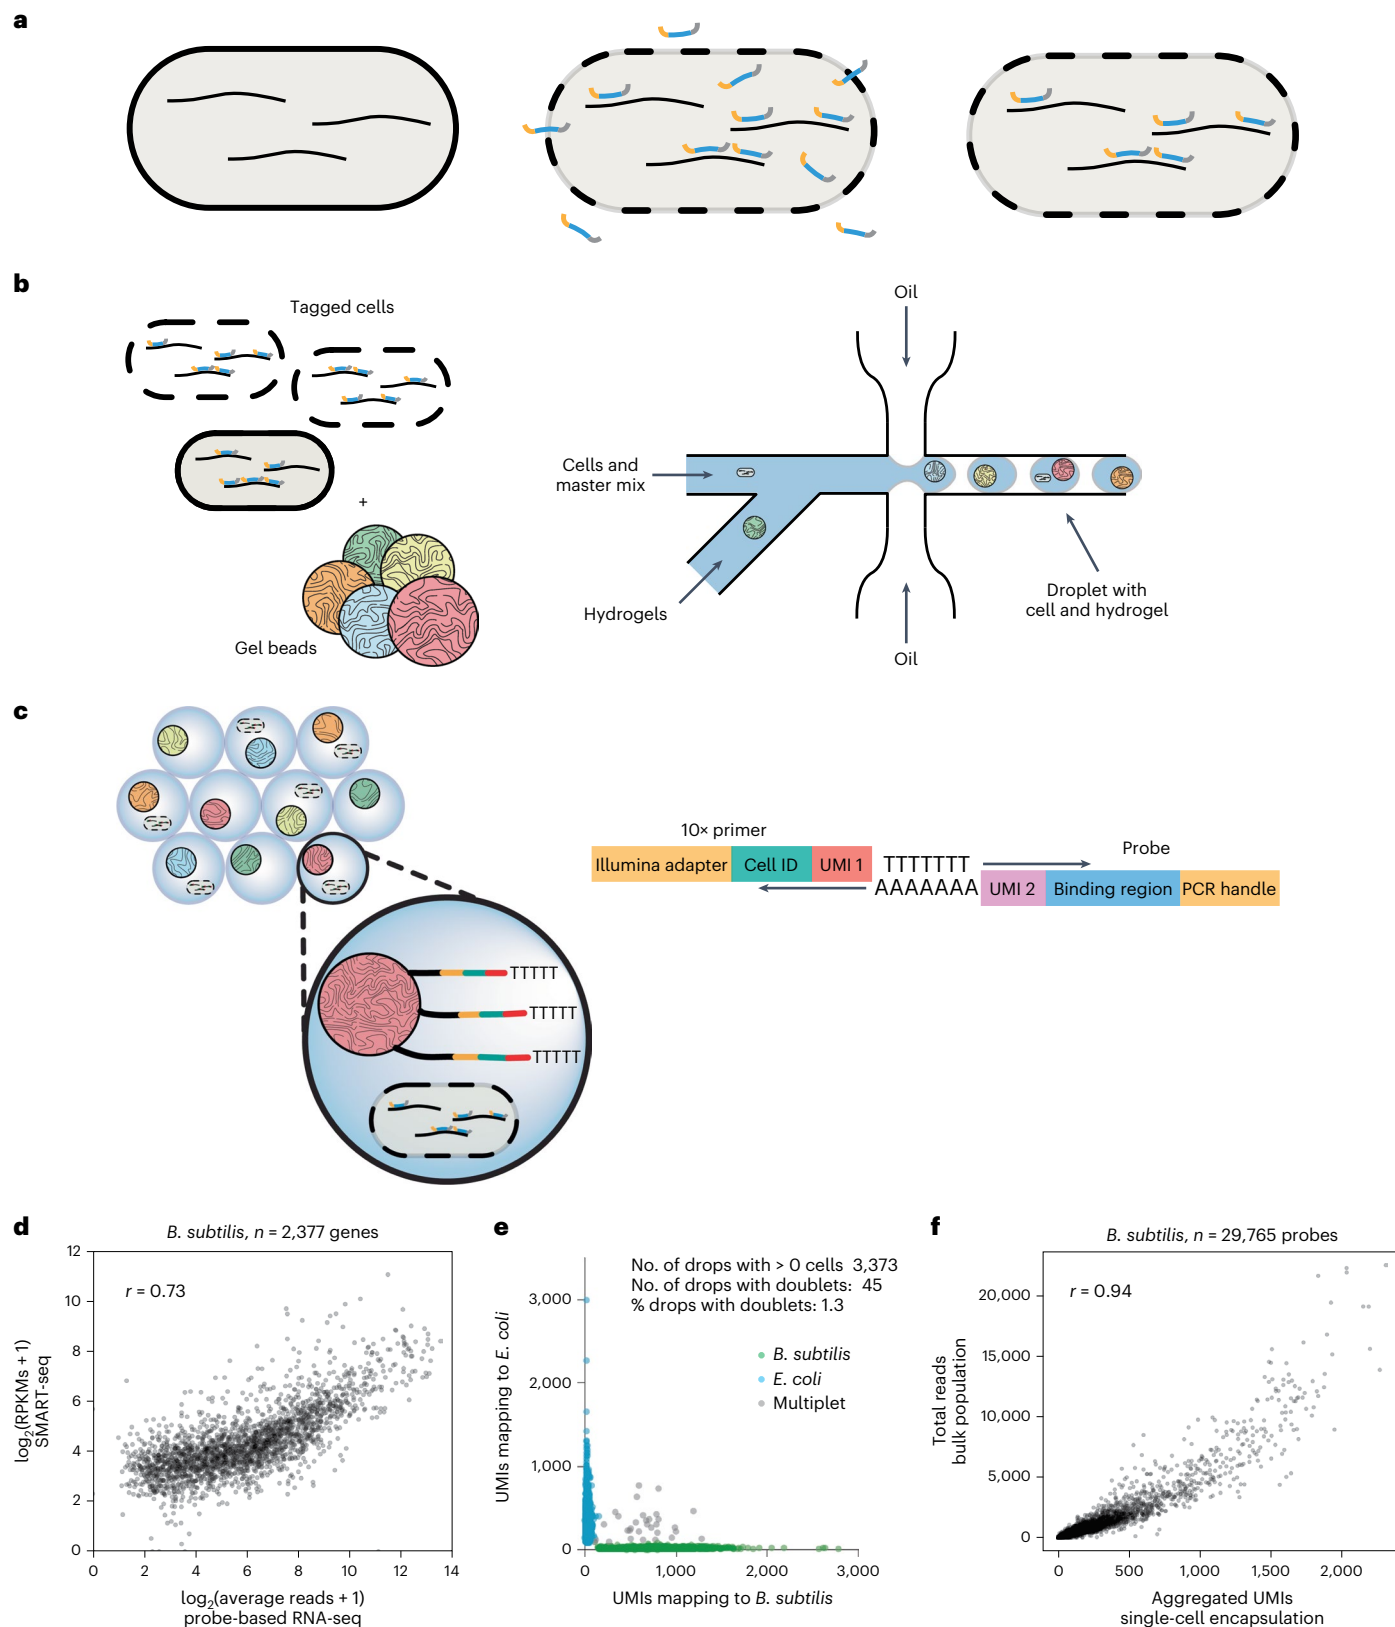 a
b
Tagged cells
+
Gel beads
Oil
Cells and
master mix
Hydrogels
Droplet with
cell and hydrogel
Oil
c
TTTTT
TTTTT
TTTTT
10× primer
Illumina adapter Cell ID UMI 1 TTTTTTT
Probe
AAAAAAA UMI 2 Binding region PCR handle
d
B. subtilis, n = 2,377 genes
r = 0.73
log2(RPKMs + 1)
SMART-seq
12
10
8
6
4
2
0
0 2 4 6 8 10 12 14
log2(average reads + 1)
probe-based RNA-seq
e
No. of drops with > 0 cells 3,373
No. of drops with doublets: 45
% drops with doublets: 1.3
B. subtilis
E. coli
Multiplet
UMIs mapping to E. coli
3,000
2,000
1,000
0
0 1,000 2,000 3,000
UMIs mapping to B. subtilis
f
B. subtilis, n = 29,765 probes
r = 0.94
Total reads
bulk population
20,000
15,000
10,000
5,000
0
0 500 1,000 1,500 2,000
Aggregated UMIs
single-cell encapsulation